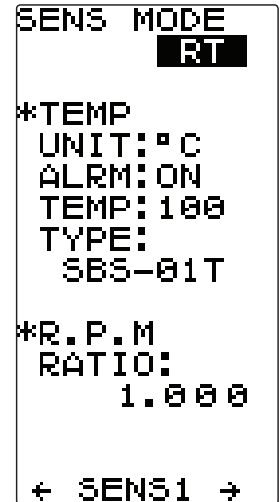 SENS MODE
RT
*TEMP
UNIT:°C
ALRM:ON
TEMP:100
TYPE:
SBS-01T
*R.P.M
RATIO:
1.000
← SENS1 →